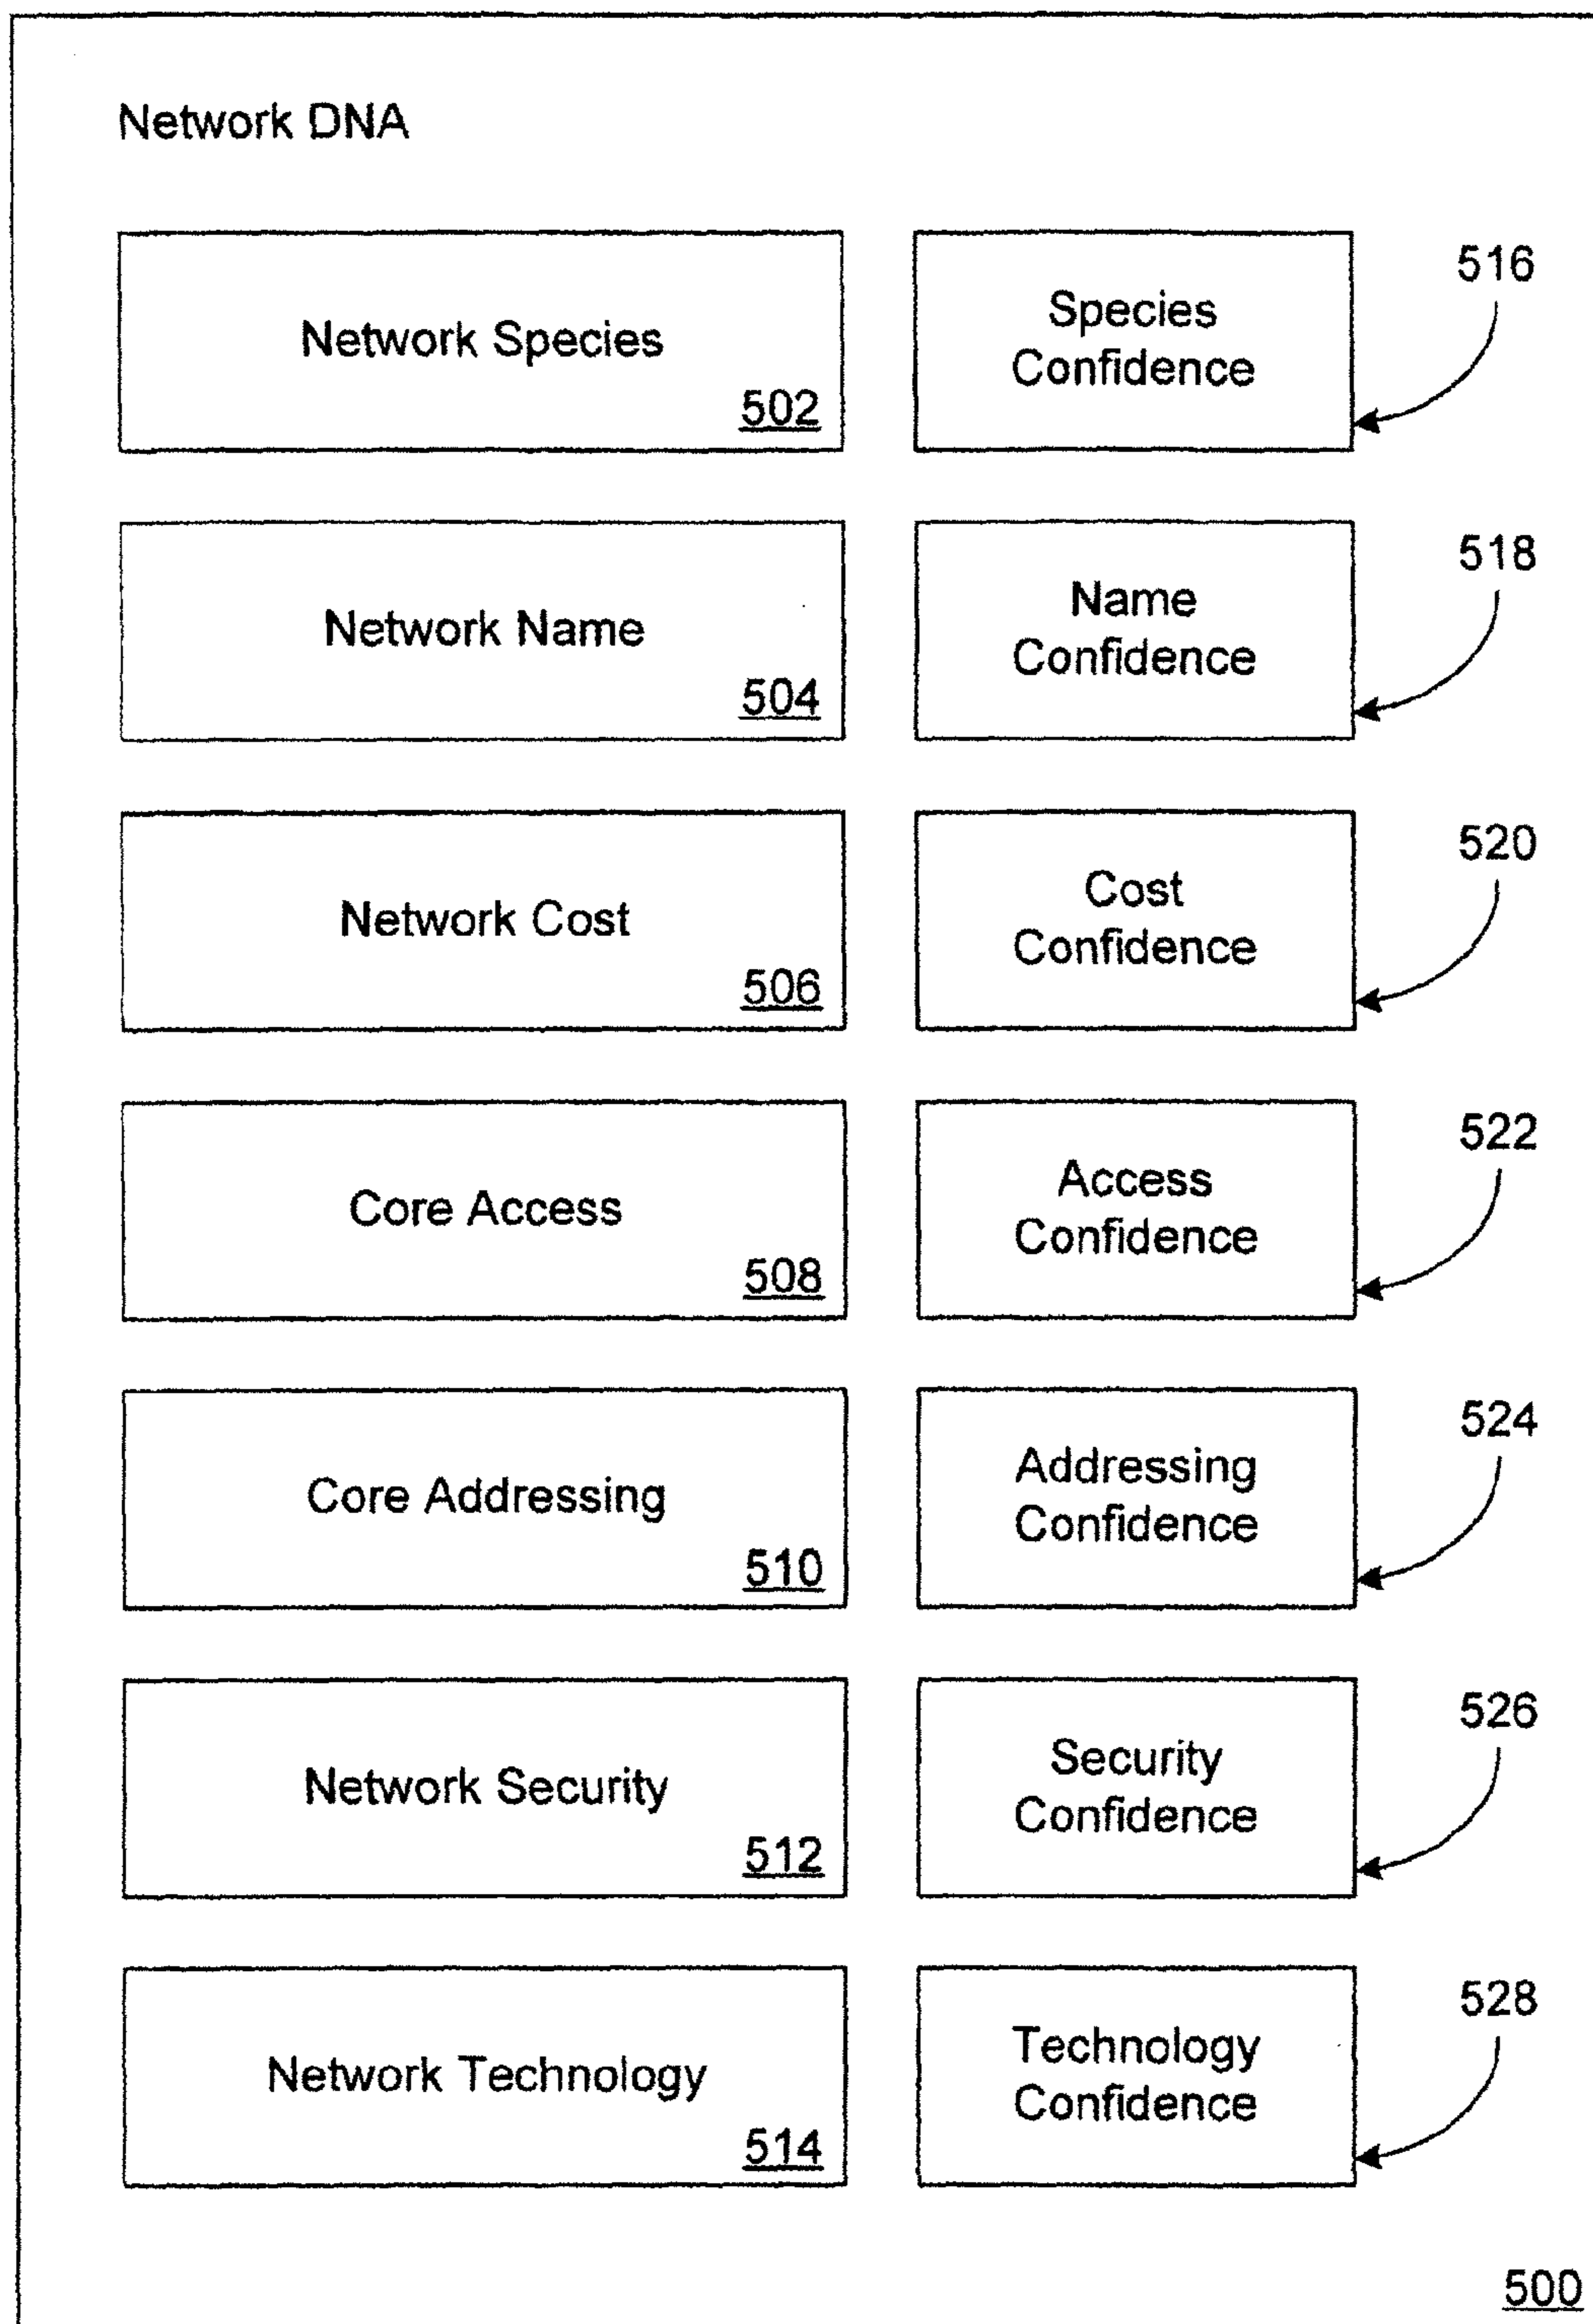 Network DNA
Network Species
502
Species
Confidence
516
Network Name
504
Name
Confidence
518
Network Cost
506
Cost
Confidence
520
Core Access
508
Access
Confidence
522
Core Addressing
510
Addressing
Confidence
524
Network Security
512
Security
Confidence
526
Network Technology
514
Technology
Confidence
528
500